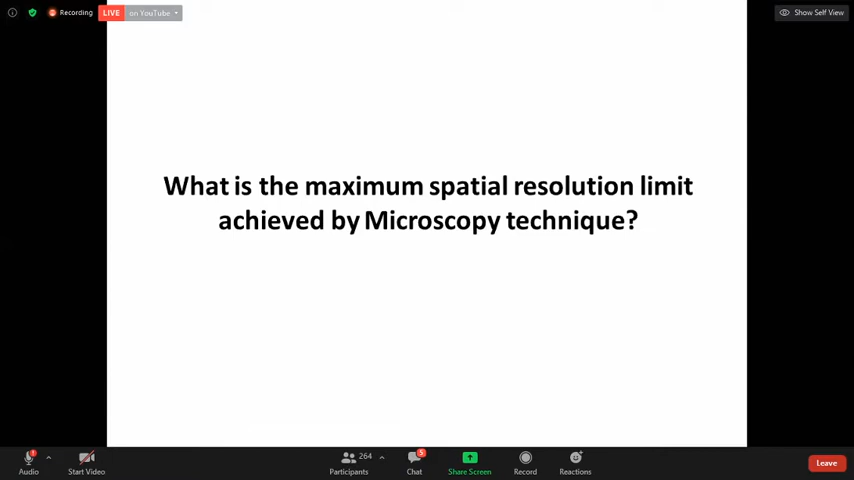 Recording LIVE on YouTube Show Self View
What is the maximum spatial resolution limit
achieved by Microscopy technique?
264 5
Audio Start Video Participants Chat Share Screen Record Reactions Leave